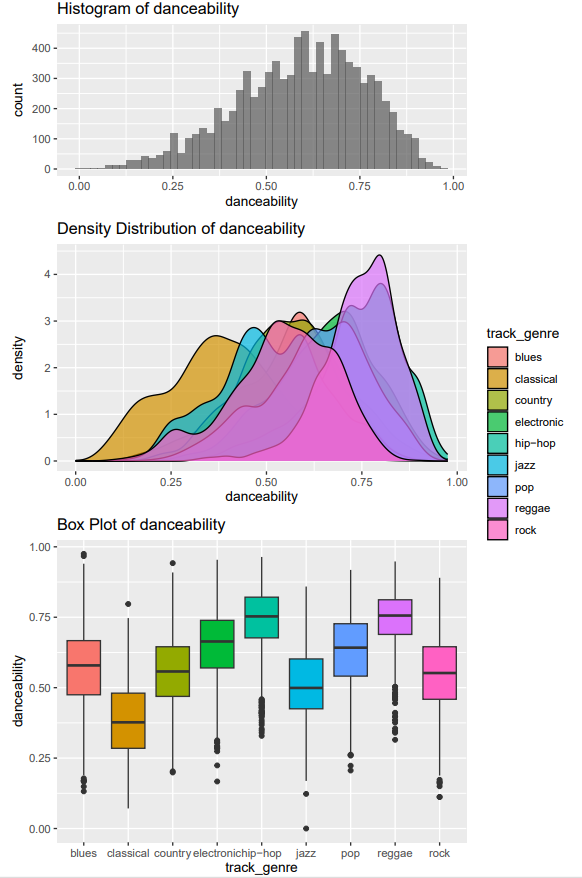 Histogram of danceability
400
300
200
100
0
count
0.00 0.25 0.50 0.75 1.00
danceability
Density Distribution of danceability
4
3
2
1
0
density
0.00 0.25 0.50 0.75 1.00
danceability
track_genre
blues
classical
country
electronic
hip-hop
jazz
pop
reggae
rock
Box Plot of danceability
1.00
0.75
0.50
0.25
0.00
danceability
blues classical country electronic hip-hop jazz pop reggae rock
track_genre